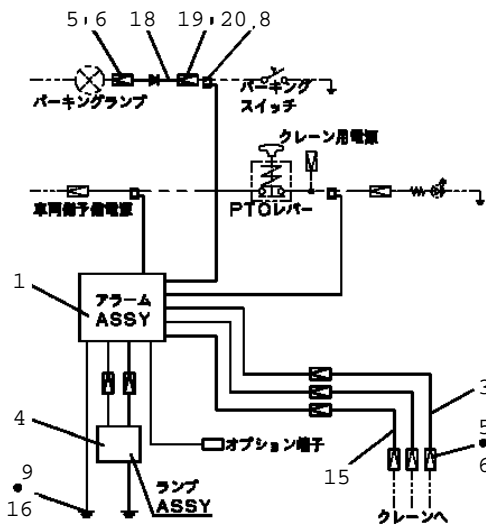 5・6 18 19・20,8
パーキングランプ
パーキング
スイッチ
クレーン用電源
車両側予備電源
PTOレバー
1
アラーム
ASSY
3
4
5
6
オプション端子
9
16
ランプ
ASSY
15
クレーンへ